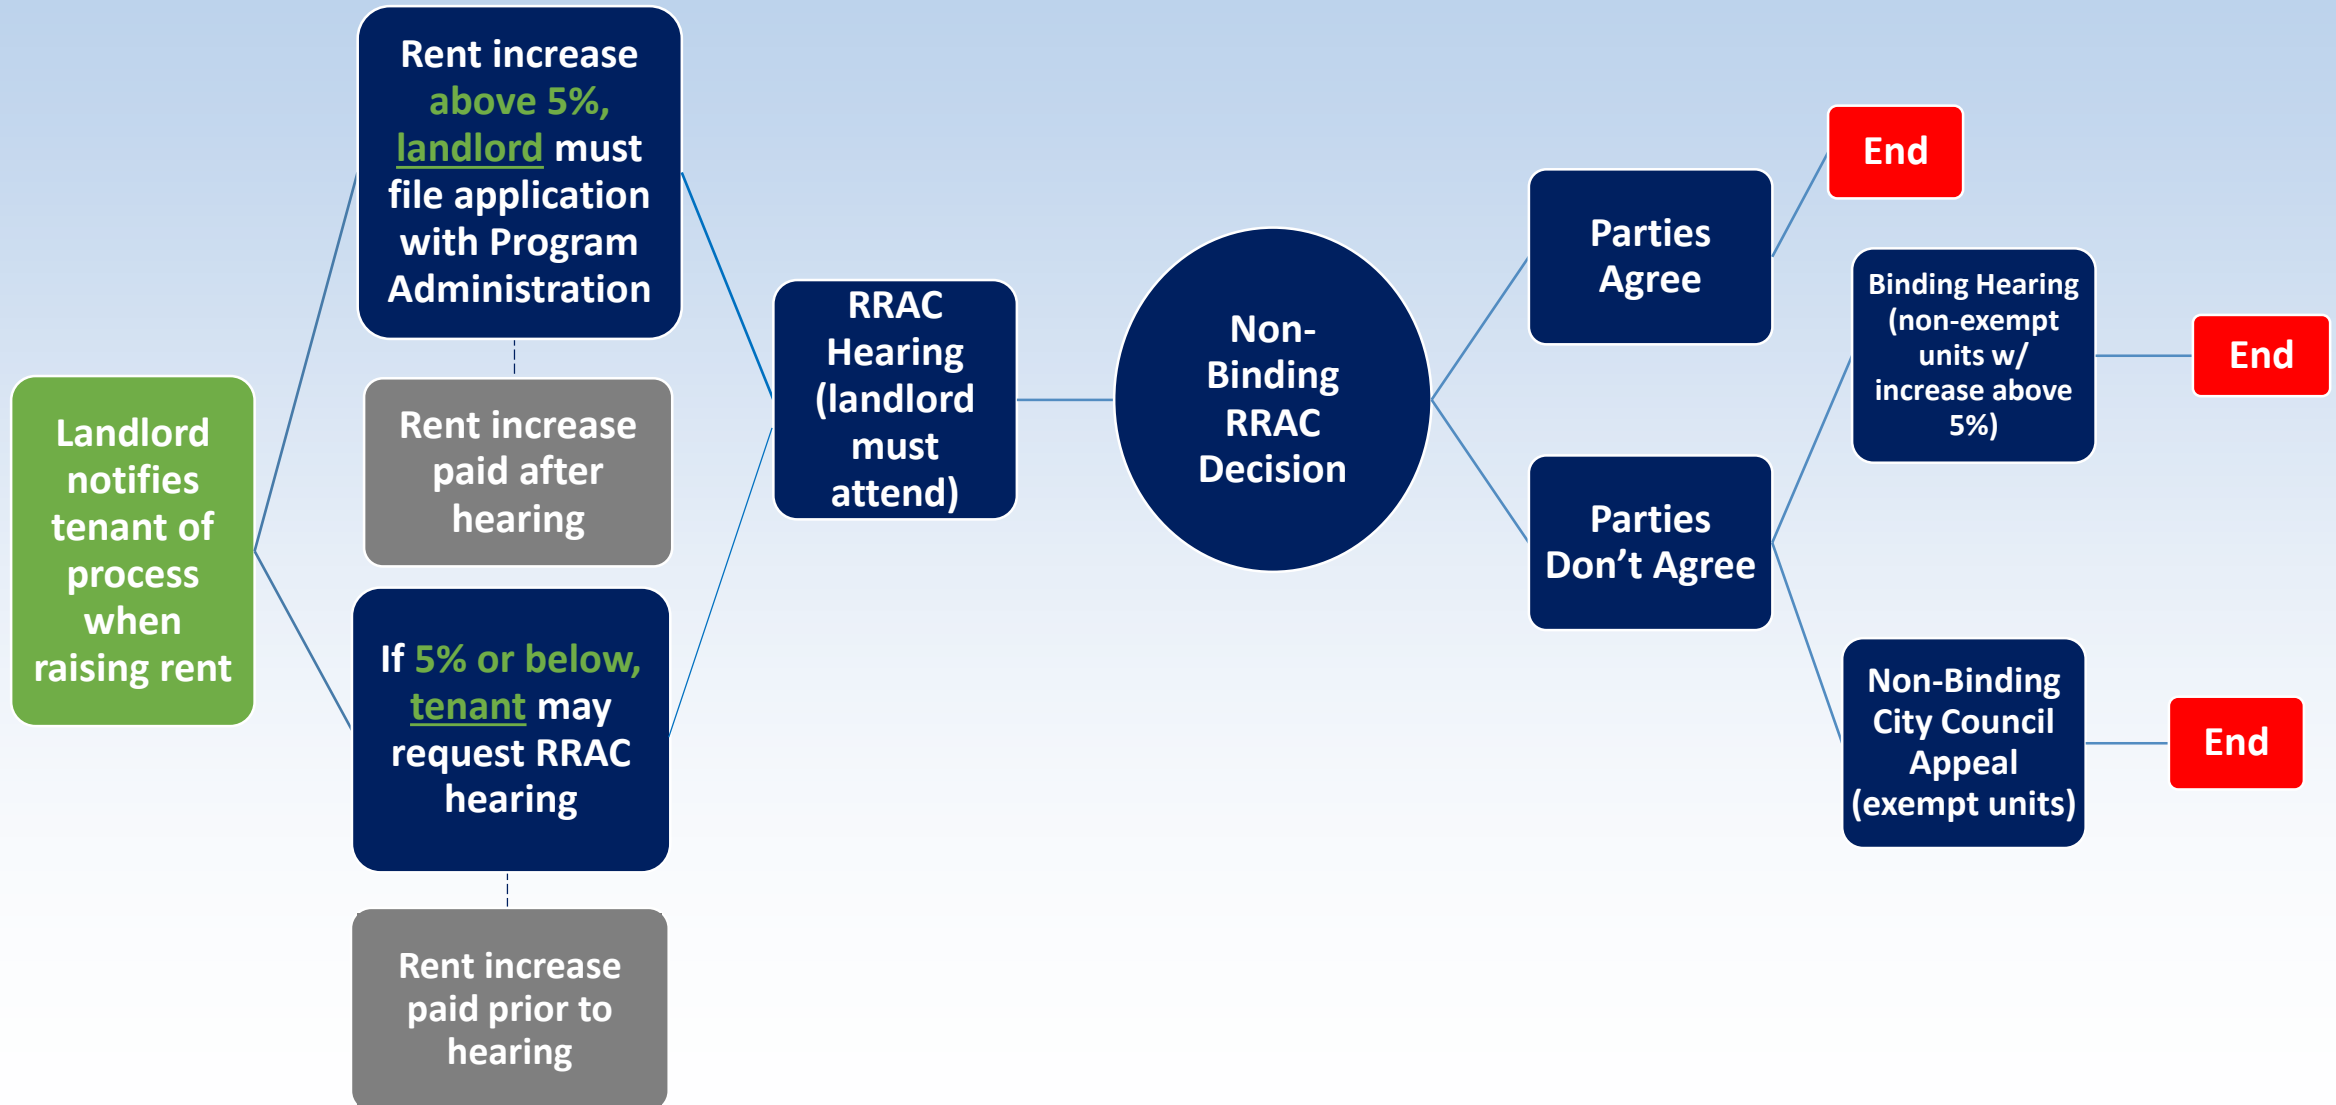 Landlord
notifies
tenant of
process
when
raising rent
Rent increase
above 5%,
landlord must
file application
with Program
Administration
Rent increase
paid after
hearing
If 5% or below,
tenant may
request RRAC
hearing
Rent increase
paid prior to
hearing
RRAC
Hearing
(landlord
must
attend)
Non-
Binding
RRAC
Decision
Parties
Agree
End
Parties
Don’t Agree
Binding Hearing
(non-exempt
units w/
increase above
5%)
End
Non-Binding
City Council
Appeal
(exempt units)
End